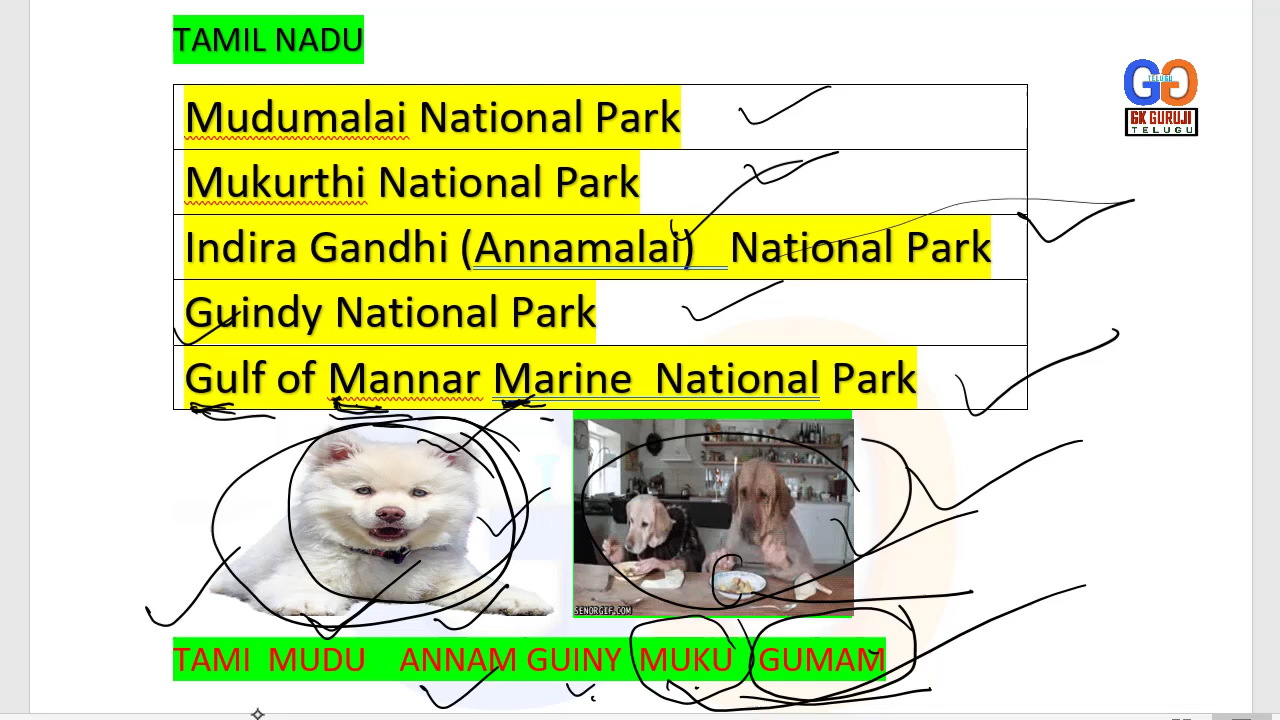 TAMIL NADU
TELUGU
GK GURUJI
TELUGU
Mudumalai National Park
Mukurthi National Park
Indira Gandhi (Annamalai) National Park
Guindy National Park
Gulf of Mannar Marine National Park
SENORGIF.COM
TAMI MUDU ANNAM GUINY MUKU GUMAM